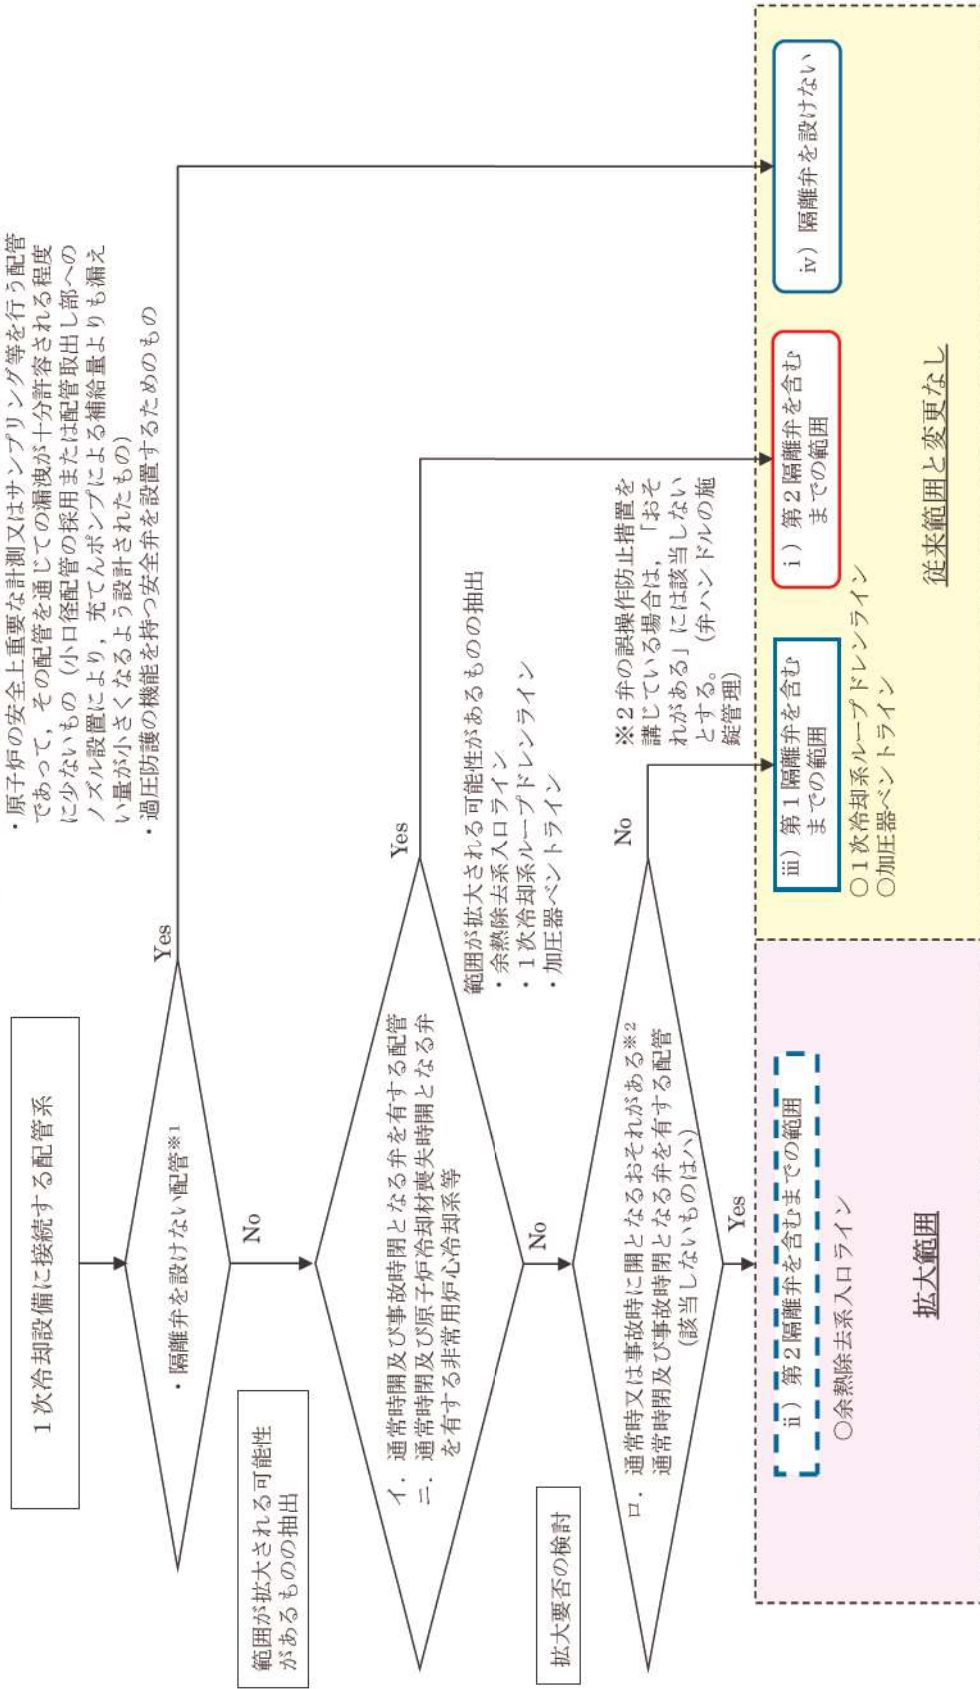 1次冷却設備に接続する配管系
・原子炉の安全上重要な計測又はサンプリング等を行う配管
であって，その配管を通じての漏洩が十分許容される程度
に少ないもの（小口径配管の採用または配管取出し部への
ノズル設置により，充てんポンプによる補給量よりも漏え
い量が小さくなるよう設計されたもの）
・過圧防護の機能を持つ安全弁を設置するためのもの
・隔離弁を設けない配管※1
Yes
No
範囲が拡大される可能性
があるものの抽出
イ．通常時開及び事故時閉となる弁を有する配管
ニ．通常時閉及び原子炉冷却材喪失時開となる弁
を有する非常用炉心冷却系等
Yes
No
範囲が拡大される可能性があるものの抽出
・余熱除去系入口ライン
・1次冷却系ループドレンライン
・加圧器ベントライン
拡大要否の検討
ロ．通常時又は事故時に開となるおそれがある※2
通常時閉及び事故時閉となる弁を有する配管
（該当しないものはハ）
No
Yes
※2弁の誤操作防止措置を
講じている場合は，「おそ
れがある」には該当しない
とする。（弁ハンドルの施
錠管理）
ⅱ）第2隔離弁を含むまでの範囲
○余熱除去系入口ライン
拡大範囲
ⅲ）第1隔離弁を含む
までの範囲
○1次冷却系ループドレンライン
○加圧器ベントライン
ⅰ）第2隔離弁を含む
までの範囲
ⅳ）隔離弁を設けない
従来範囲と変更なし